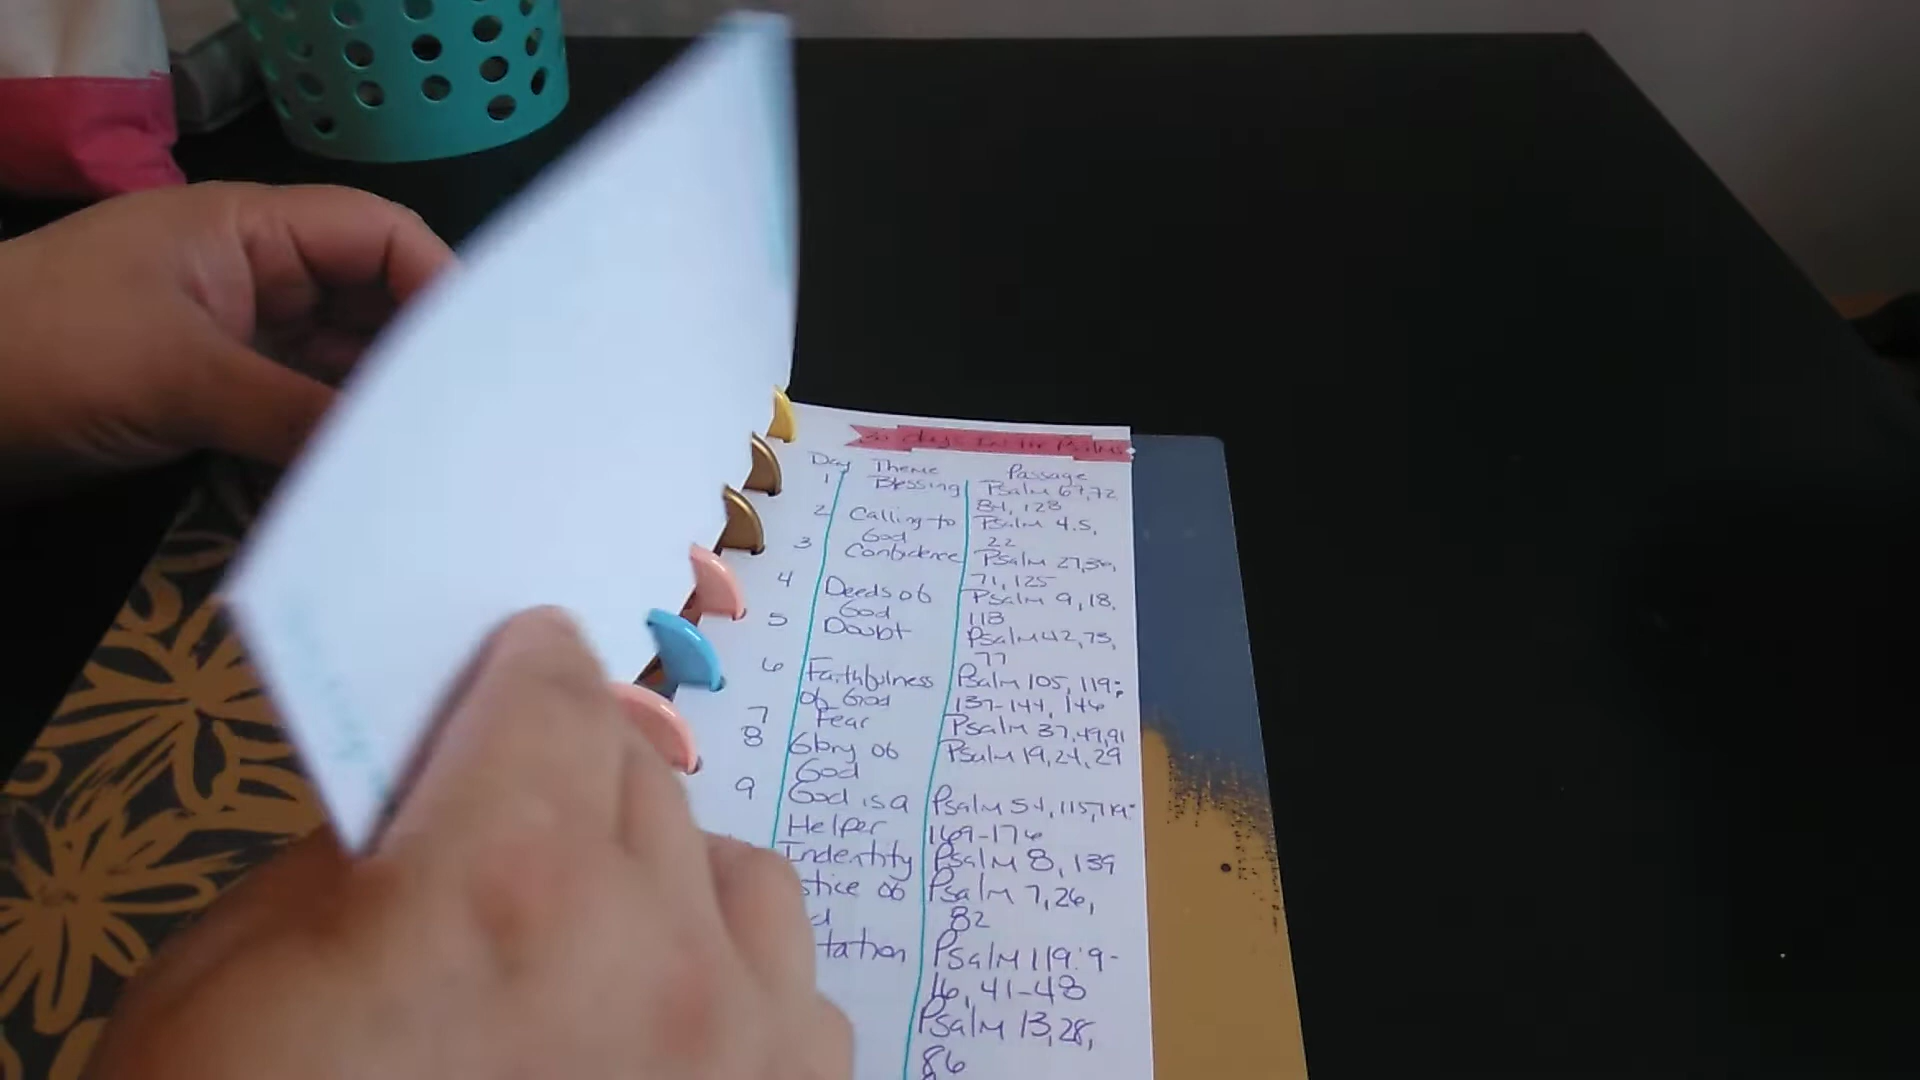 Day Theme Passage
1 Blessing Psalm 67,72
84, 128
2 Calling to Psalm 4,5,
God 22
3 Confidence Psalm 27,36,
71, 125
4 Deeds of Psalm 9, 18,
God 118
5 Doubt Psalm 42, 73,
77
6 Faithfulness Psalm 105, 119:
of God 137-144, 146
7 Fear Psalm 37,49,91
8 Glory of Psalm 19,24,29
God
9 God is a Psalm 54, 115,119:
Helper 169-176
Indentity Psalm 8, 139
stice of Psalm 7,26,
d 82
tation Psalm 119:9-
16, 41-48
Psalm 13,28,
86